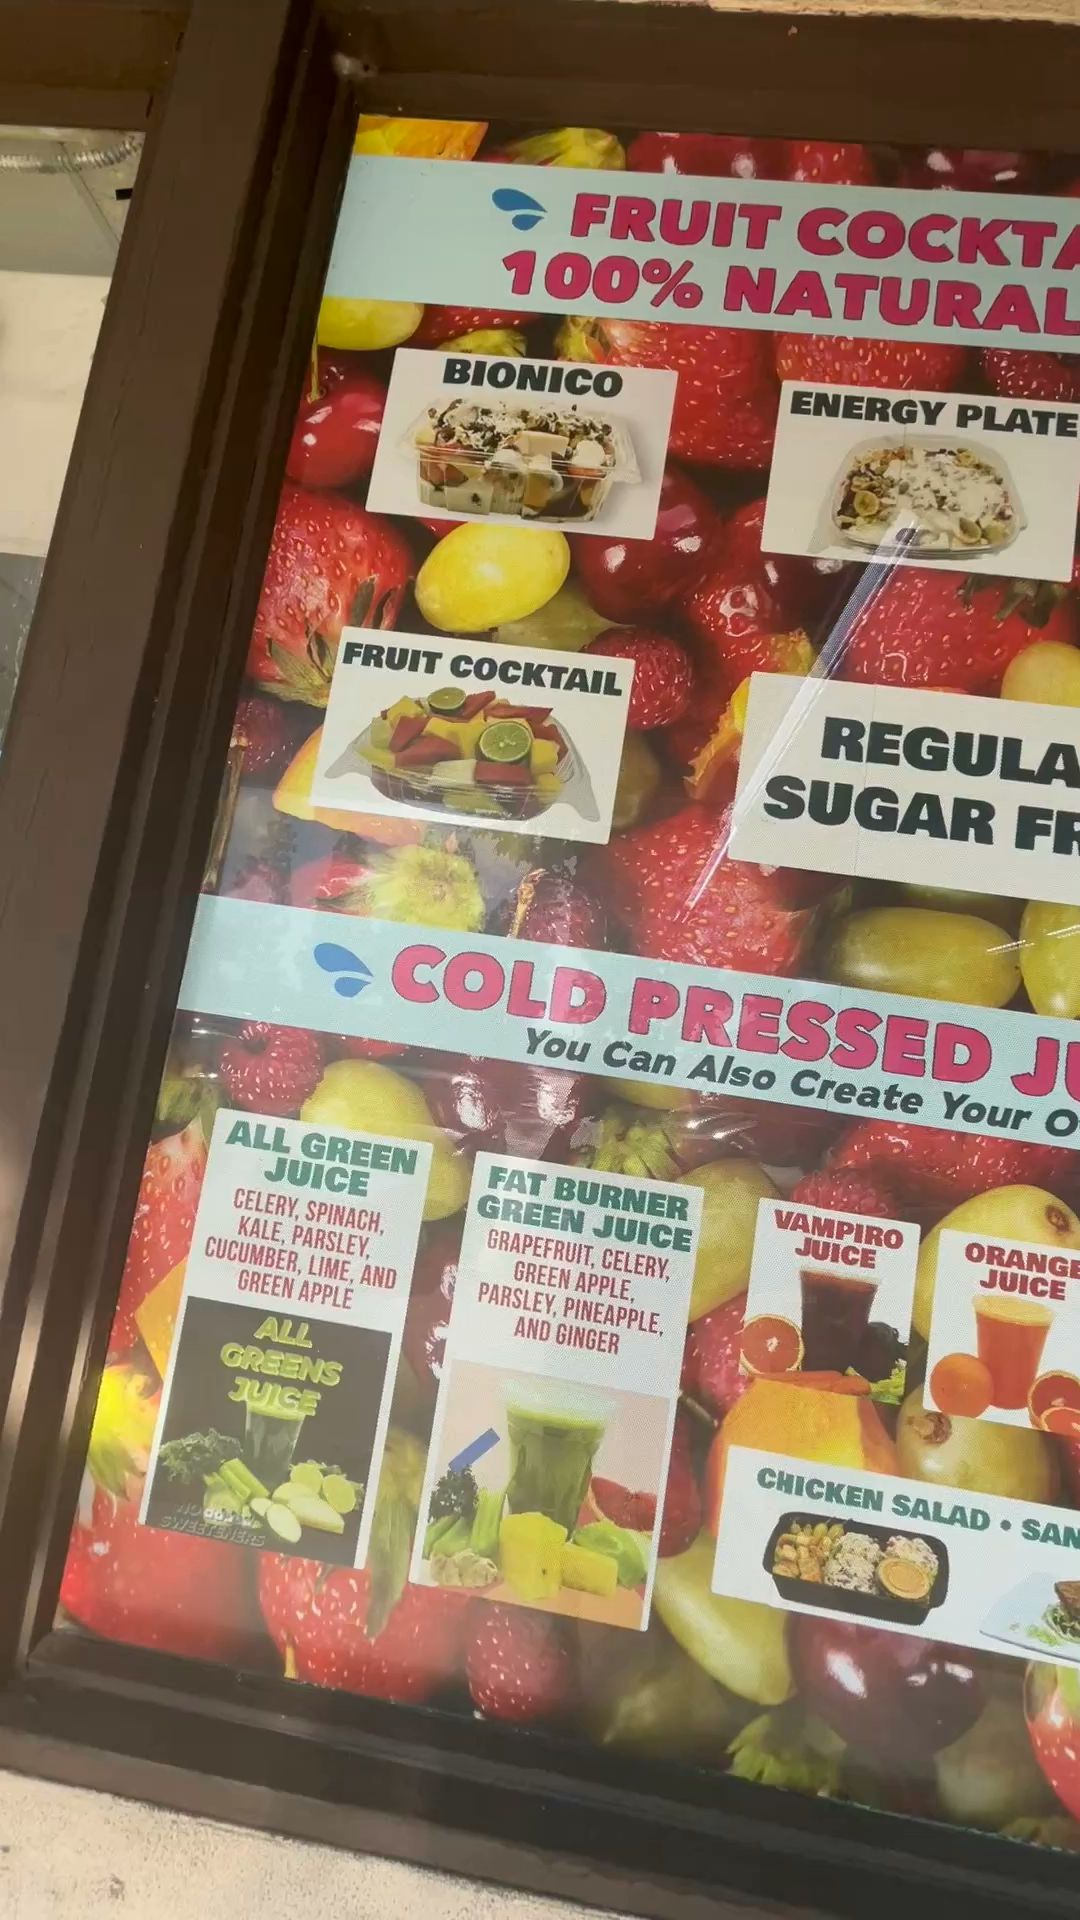 FRUIT COCKTA
100% NATURAL
BIONICO
ENERGY PLATE
FRUIT COCKTAIL
REGULA
SUGAR FR
COLD PRESSED JU
You Can Also Create Your O
ALL GREEN
JUICE
CELERY, SPINACH,
KALE, PARSLEY,
CUCUMBER, LIME, AND
GREEN APPLE
ALL
GREENS
JUICE
SWEETENERS
FAT BURNER
GREEN JUICE
GRAPEFRUIT, CELERY,
GREEN APPLE,
PARSLEY, PINEAPPLE,
AND GINGER
VAMPIRO
JUICE
ORANGE
JUICE
CHICKEN SALAD • SAN